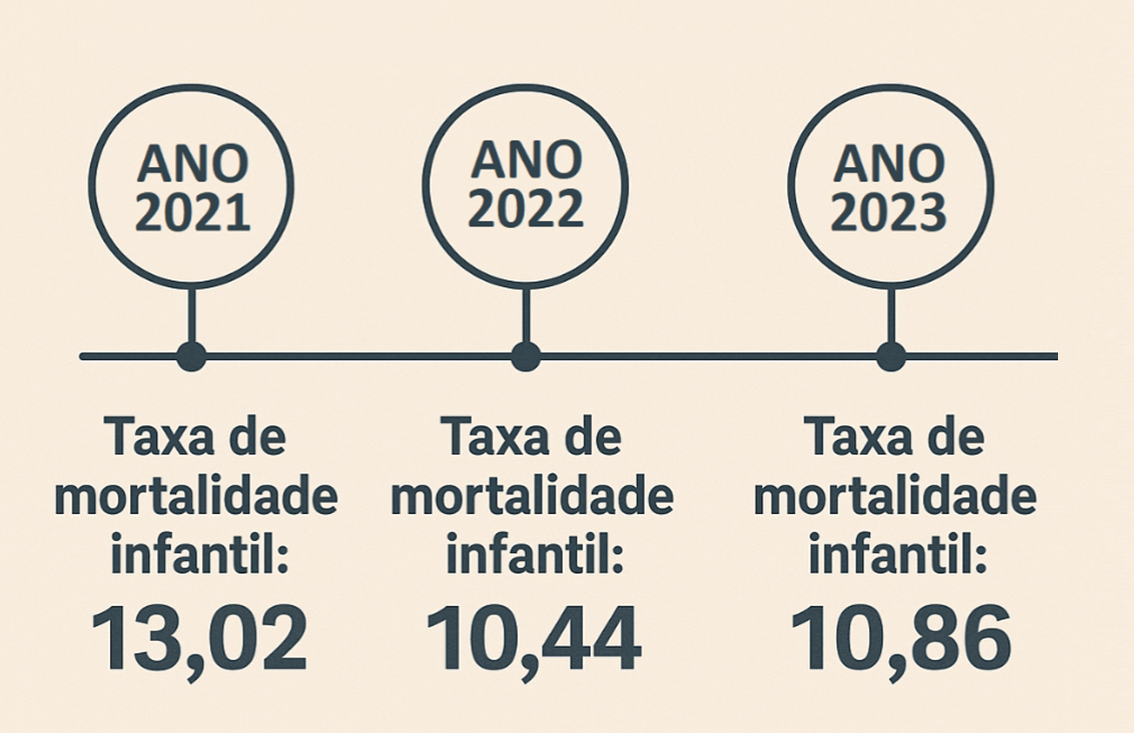 ANO
2021
ANO
2022
ANO
2023
Taxa de
mortalidade
infantil:
13,02
Taxa de
mortalidade
infantil:
10,44
Taxa de
mortalidade
infantil:
10,86